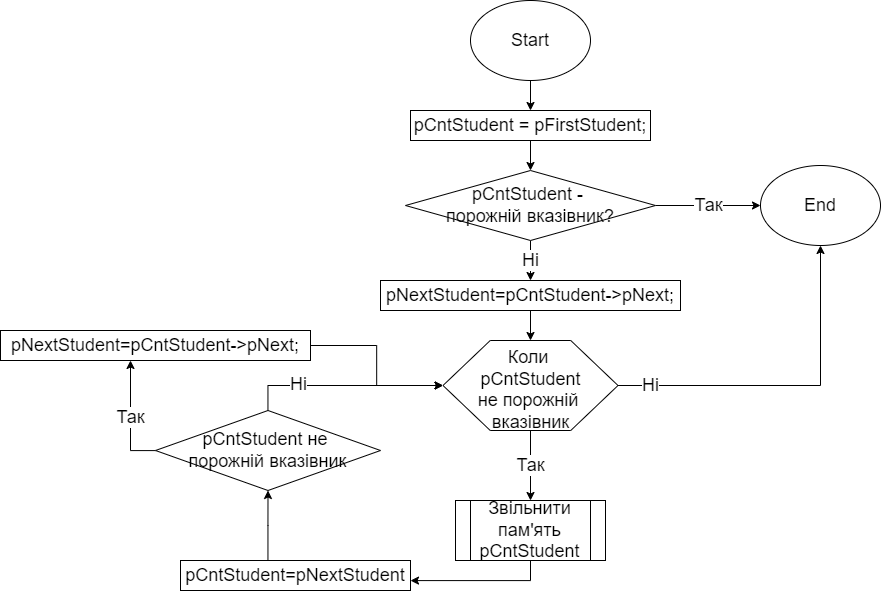 Start
pCntStudent = pFirstStudent;
pCntStudent -
порожній вказівник?
Так
End
Ні
pNextStudent=pCntStudent->pNext;
pNextStudent=pCntStudent->pNext;
Коли
pCntStudent
не порожній
вказівник
Ні
Ні
Так
pCntStudent не
порожній вказівник
Так
Звільнити
пам'ять
pCntStudent
pCntStudent=pNextStudent